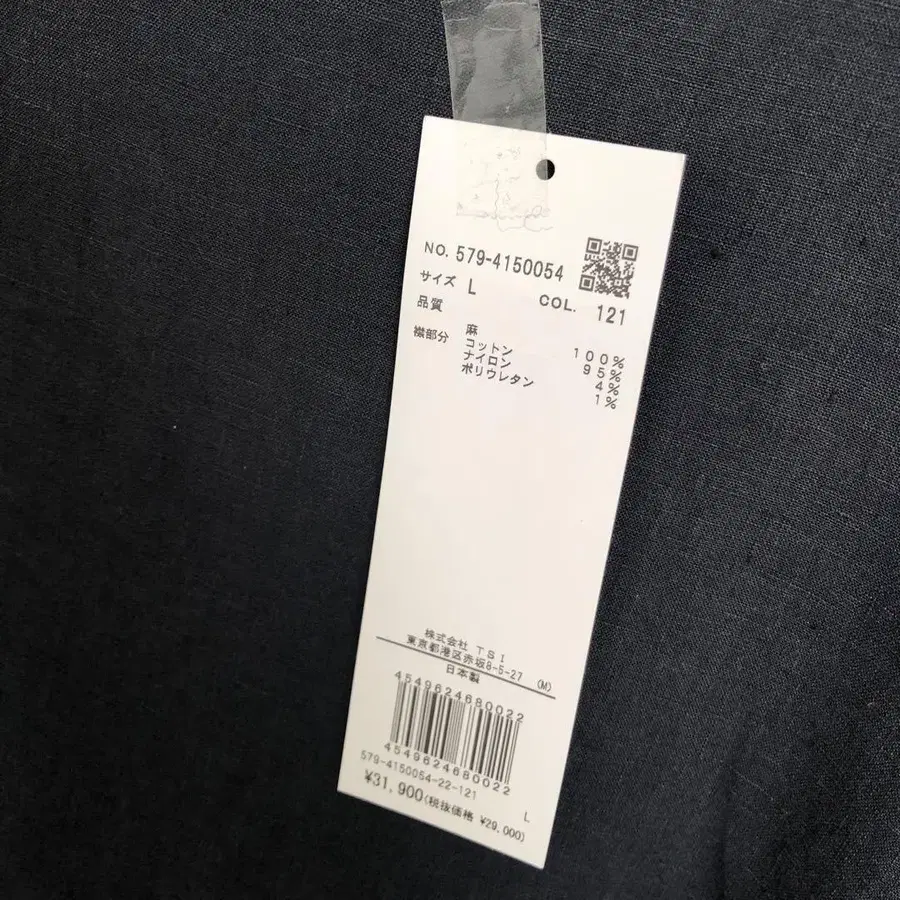 NO. 579-4150054
サイズ L COL. 121
品質
麻 100%
襟部分 コットン 95%
ナイロン 4%
ポリウレタン 1%
株式会社 TSI
東京都港区赤坂8-5-27 (M)
日本製
4549624680022
4549624680022
579-4150054-22-121 L
¥31,900(税抜価格 ¥29,000)